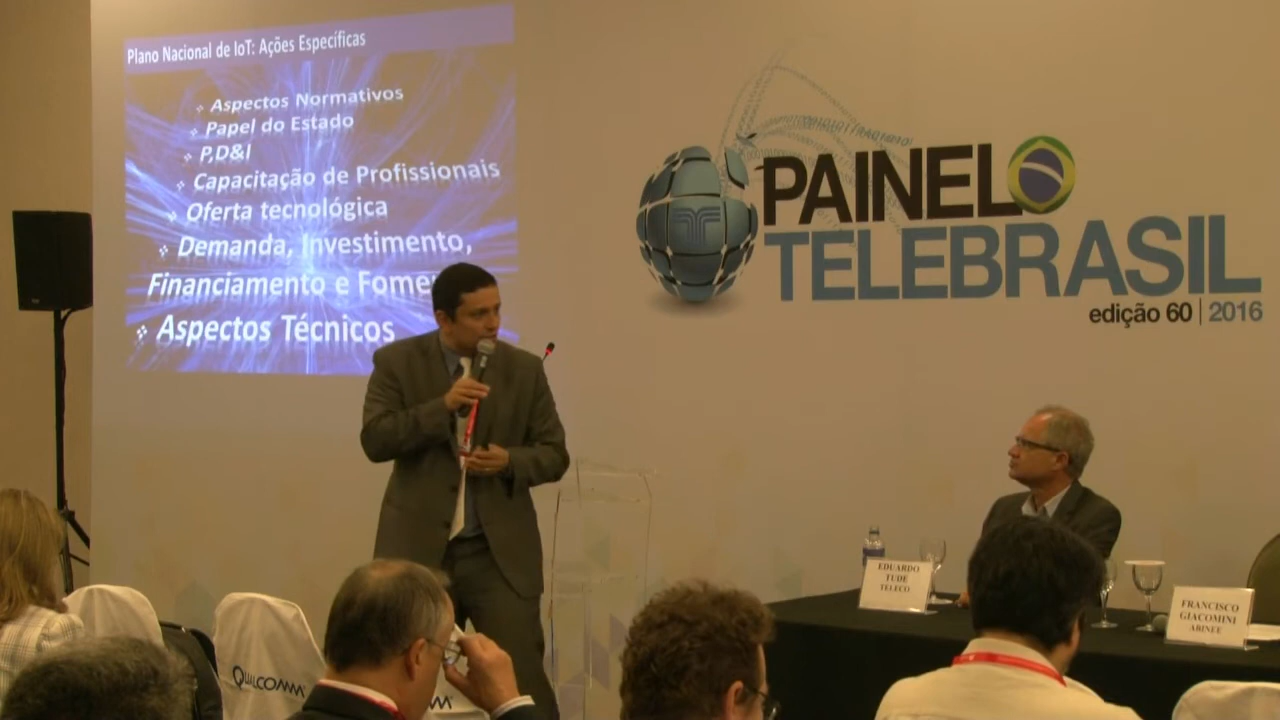 Plano Nacional de IoT: Ações Específicas
❖ Aspectos Normativos
❖ Papel do Estado
❖ P,D&I
❖ Capacitação de Profissionais
❖ Oferta tecnológica
❖ Demanda, Investimento,
Financiamento e Fome
❖ Aspectos Técnicos
PAINEL
TELEBRASIL
edição 60 | 2016
EDUARDO
TUDE
TELECO
FRANCISCO
GIACOMINI
ABINEE
QUALCOMM